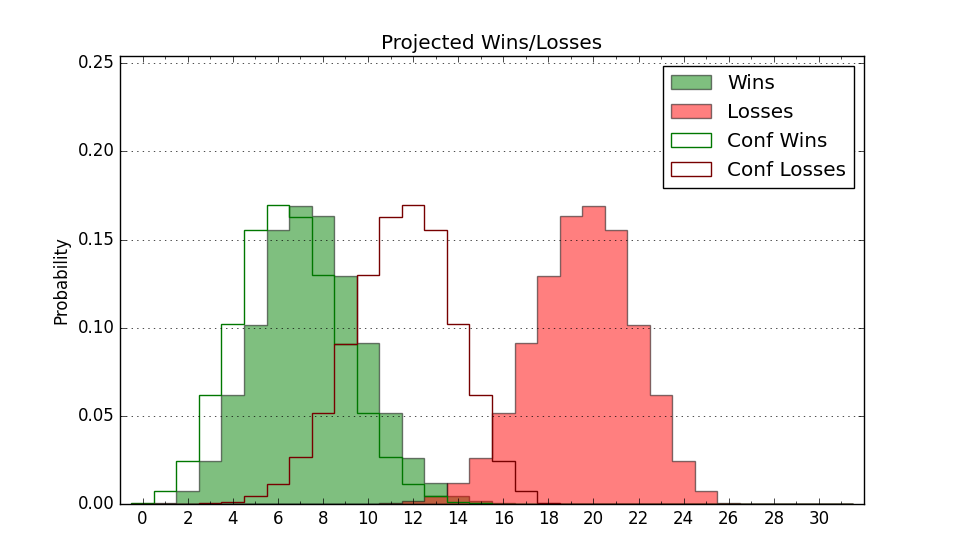 Projected Wins/Losses
0.25
0.20
0.15
0.10
0.05
0.00
Probability
Wins
Losses
Conf Wins
Conf Losses
0 2 4 6 8 10 12 14 16 18 20 22 24 26 28 30